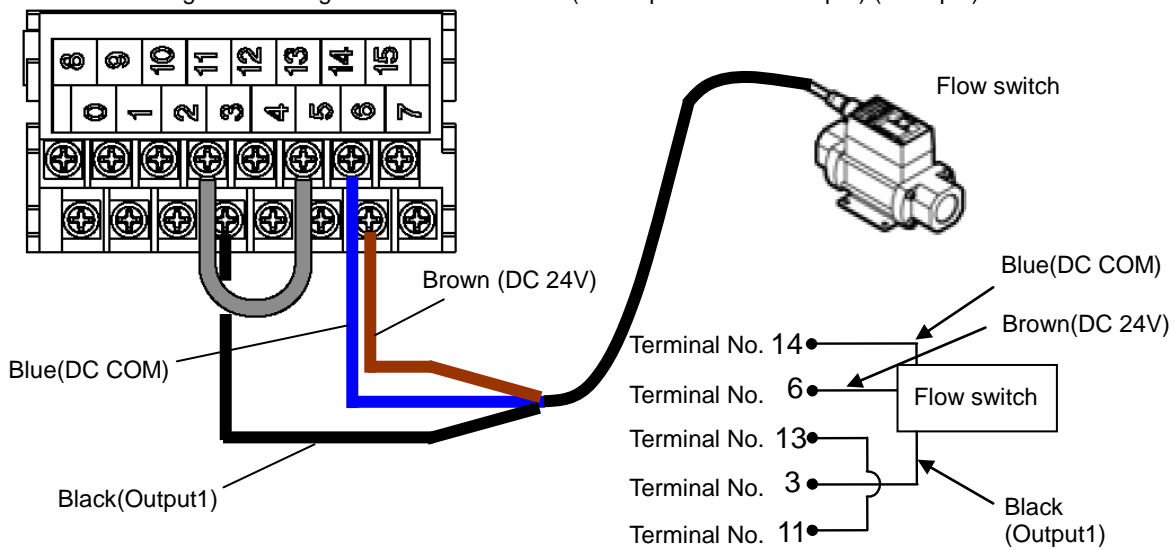 8 9 10 11 12 13 14 15
0 1 2 3 4 5 6 7
Flow switch
Brown (DC 24V)
Blue(DC COM)
Black(Output1)
Blue(DC COM)
Brown(DC 24V)
Terminal No. 14
Terminal No. 6
Flow switch
Terminal No. 13
Terminal No. 3
Terminal No. 11
Black
(Output1)